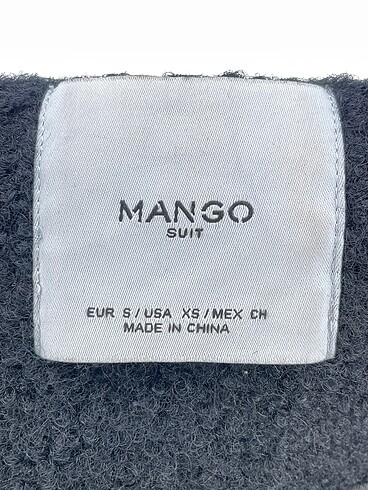 MANGO
SUIT
EUR S / USA XS / MEX CH
MADE IN CHINA